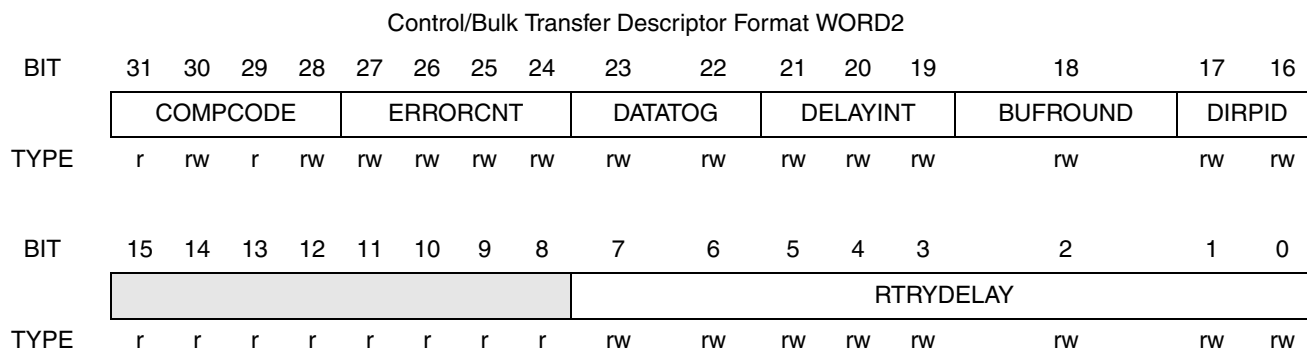 Control/Bulk Transfer Descriptor Format WORD2
BIT 31 30 29 28 27 26 25 24 23 22 21 20 19 18 17 16
COMPCODE ERRORCNT DATATOG DELAYINT BUFROUND DIRPID
TYPE r rw r rw rw rw rw rw rw rw rw rw rw rw rw rw
BIT 15 14 13 12 11 10 9 8 7 6 5 4 3 2 1 0
RTRYDELAY
TYPE r r r r r r r r rw rw rw rw rw rw rw rw